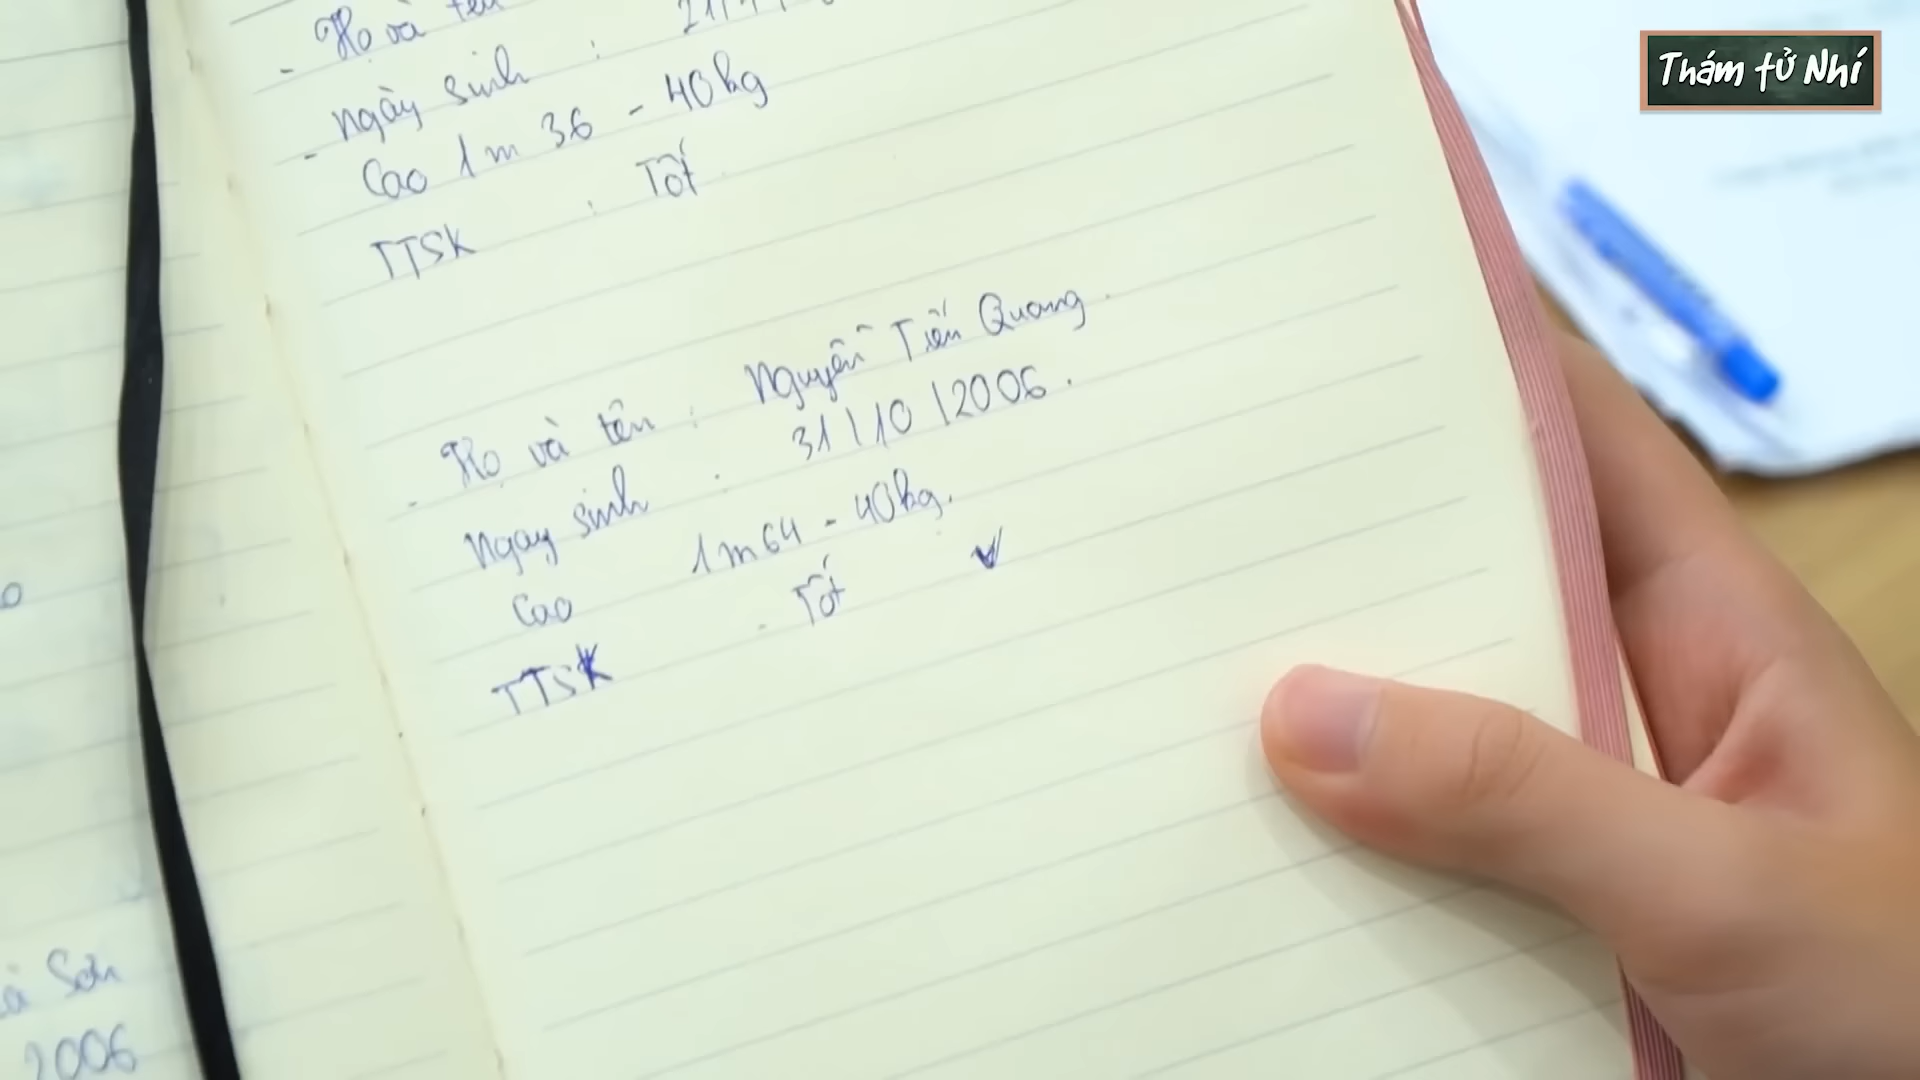 Thám tử Nhí
- Họ và tên
- Ngày sinh :
Cao 1m 36 - 40kg
TTSK : Tốt
- Họ và tên : Nguyễn Tiến Quang.
Ngay sinh : 31/10/2006.
Cao 1m64 - 40kg.
TTSK - Tốt
Sơn
2006